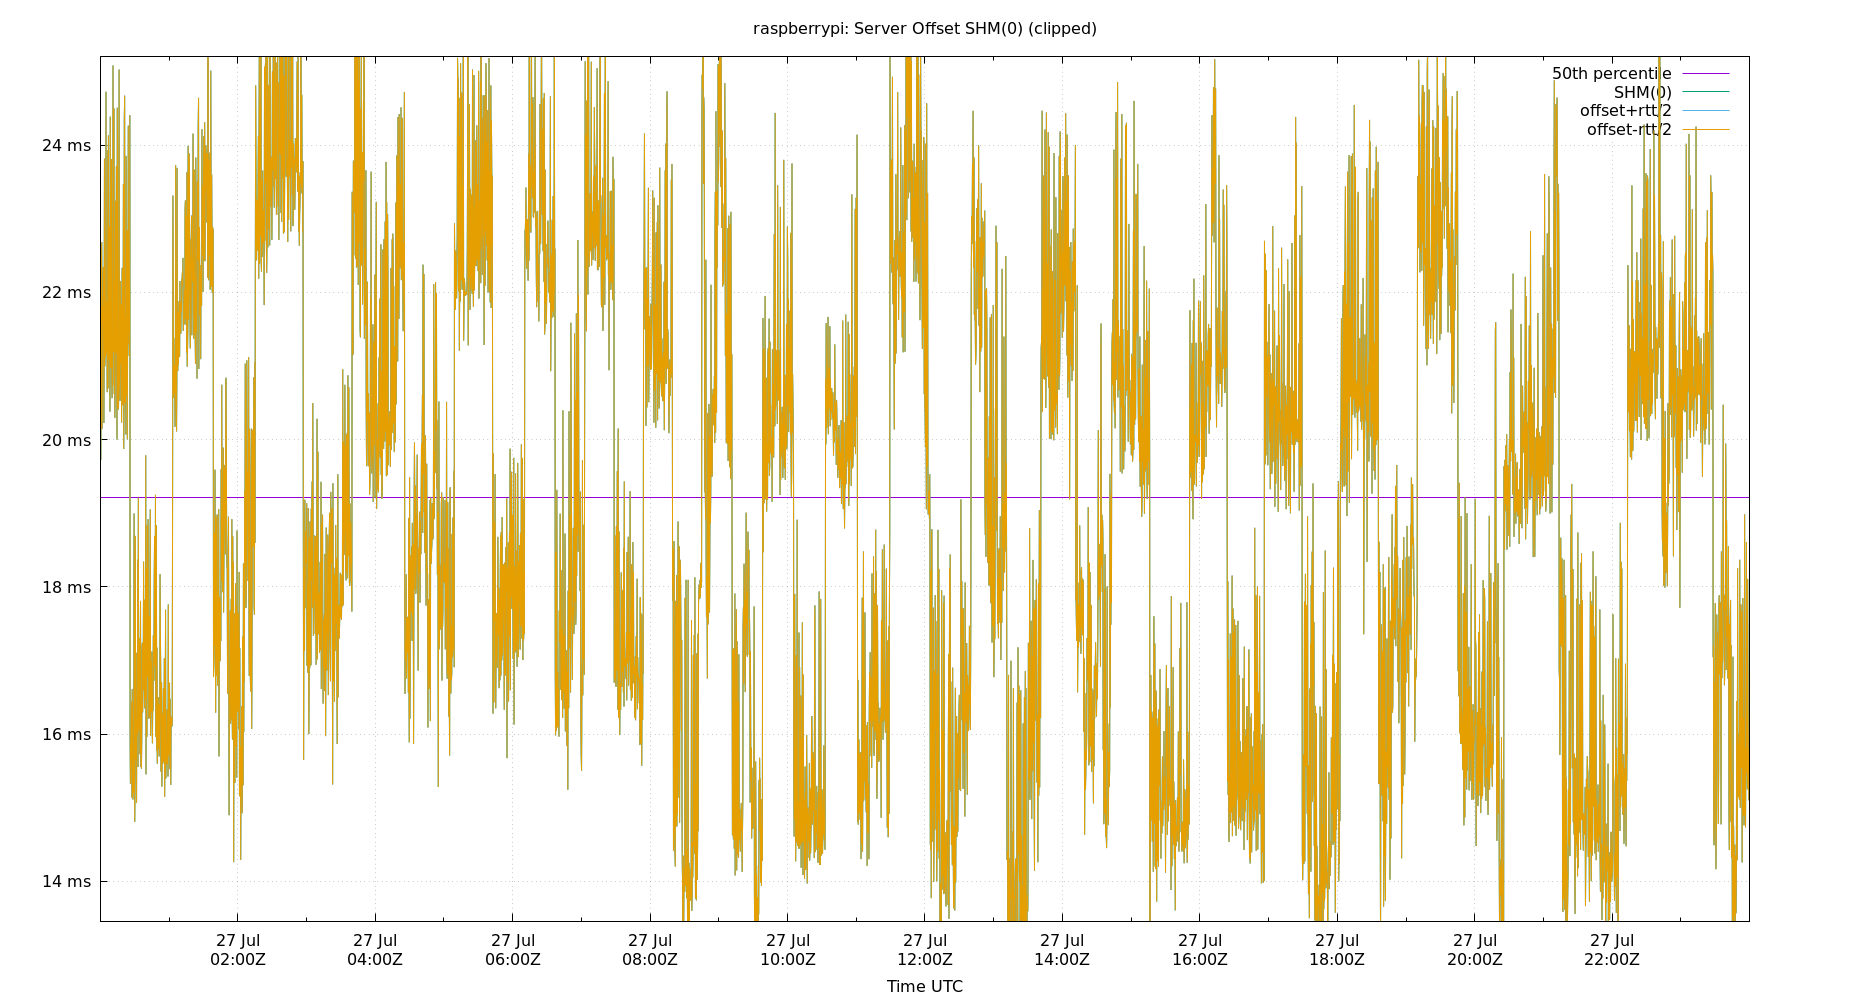 raspberrypi: Server Offset SHM(0) (clipped)
50th percentile
SHM(0)
offset+rtt/2
offset-rtt/2
24 ms
22 ms
20 ms
18 ms
16 ms
14 ms
27 Jul 27 Jul 27 Jul 27 Jul 27 Jul 27 Jul 27 Jul 27 Jul 27 Jul 27 Jul 27 Jul
02:00Z 04:00Z 06:00Z 08:00Z 10:00Z 12:00Z 14:00Z 16:00Z 18:00Z 20:00Z 22:00Z
Time UTC